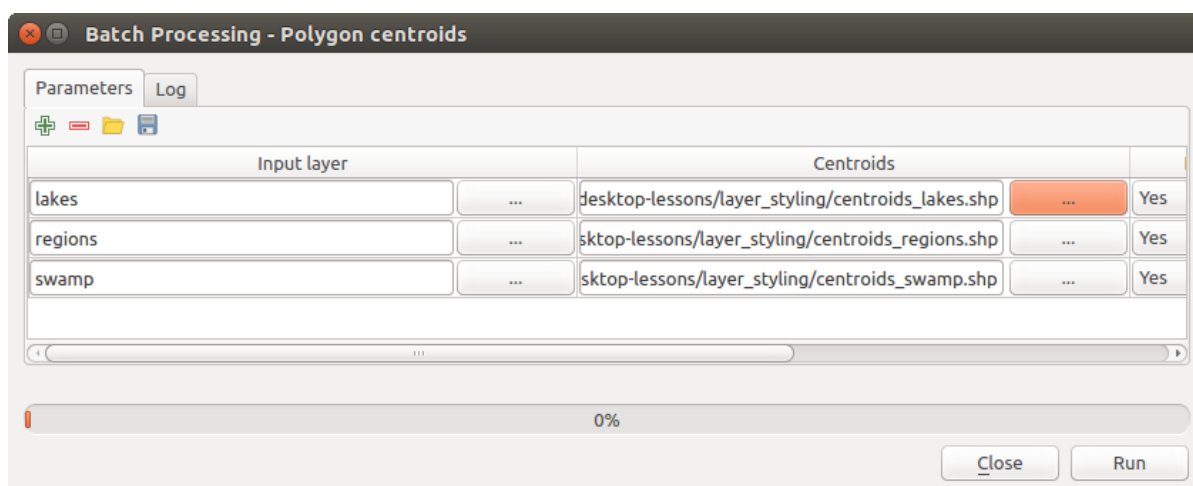 Batch Processing - Polygon centroids
Parameters Log
Input layer Centroids
lakes ... desktop-lessons/layer_styling/centroids_lakes.shp ... Yes
regions ... sktop-lessons/layer_styling/centroids_regions.shp ... Yes
swamp ... sktop-lessons/layer_styling/centroids_swamp.shp ... Yes
0%
Close Run